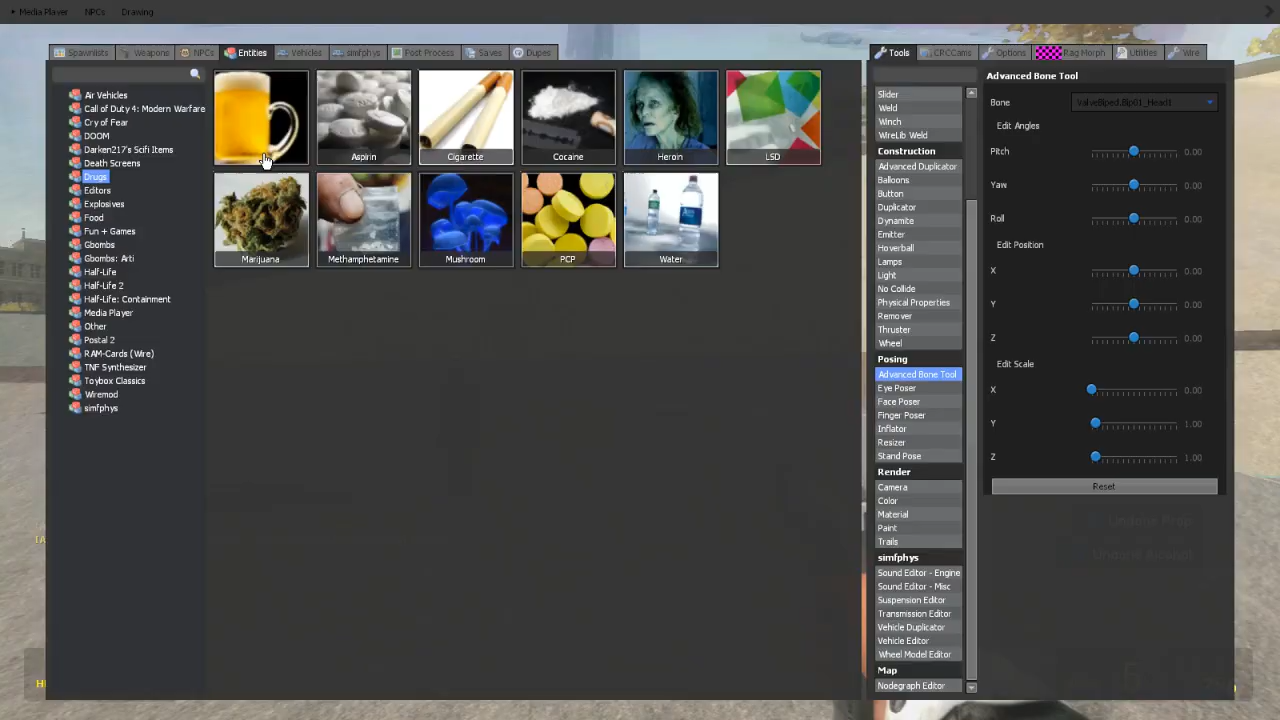 Media Player NPCs Drawing
Spawnlists Weapons NPCs Entities Vehicles simfphys Post Process Saves Dupes
Tools CRCCams Options Rag Morph Utilities Wire
Air Vehicles
Call of Duty 4: Modern Warfare
Cry of Fear
DOOM
Darken217's Scifi Items
Death Screens
Drugs
Editors
Explosives
Food
Fun + Games
Gbombs
Gbombs: Arti
Half-Life
Half-Life 2
Half-Life: Containment
Media Player
Other
Postal 2
RAM-Cards (Wire)
TNF Synthesizer
Toybox Classics
Wiremod
simfphys
Aspirin Cigarette Cocaine Heroin LSD
Marijuana Methamphetamine Mushroom PCP Water
Slider
Weld
Winch
WireLib Weld
Construction
Advanced Duplicator
Balloons
Button
Duplicator
Dynamite
Emitter
Hoverball
Lamps
Light
No Collide
Physical Properties
Remover
Thruster
Wheel
Posing
Advanced Bone Tool
Eye Poser
Face Poser
Finger Poser
Inflator
Resizer
Stand Pose
Render
Camera
Color
Material
Paint
Trails
simfphys
Sound Editor - Engine
Sound Editor - Misc
Suspension Editor
Transmission Editor
Vehicle Duplicator
Vehicle Editor
Wheel Model Editor
Map
Nodegraph Editor
Advanced Bone Tool
Bone ValveBiped.Bip01_Head1
Edit Angles
Pitch 0.00
Yaw 0.00
Roll 0.00
Edit Position
X 0.00
Y 0.00
Z 0.00
Edit Scale
X 0.00
Y 1.00
Z 1.00
Reset
Undone Prop